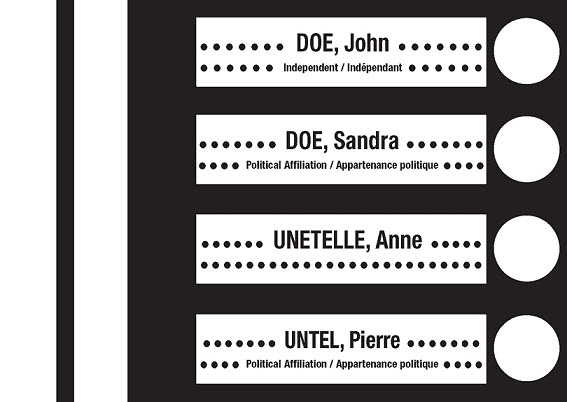 DOE, John
Independent / Indépendant
DOE, Sandra
Political Affiliation / Appartenance politique
UNETELLE, Anne
UNTEL, Pierre
Political Affiliation / Appartenance politique